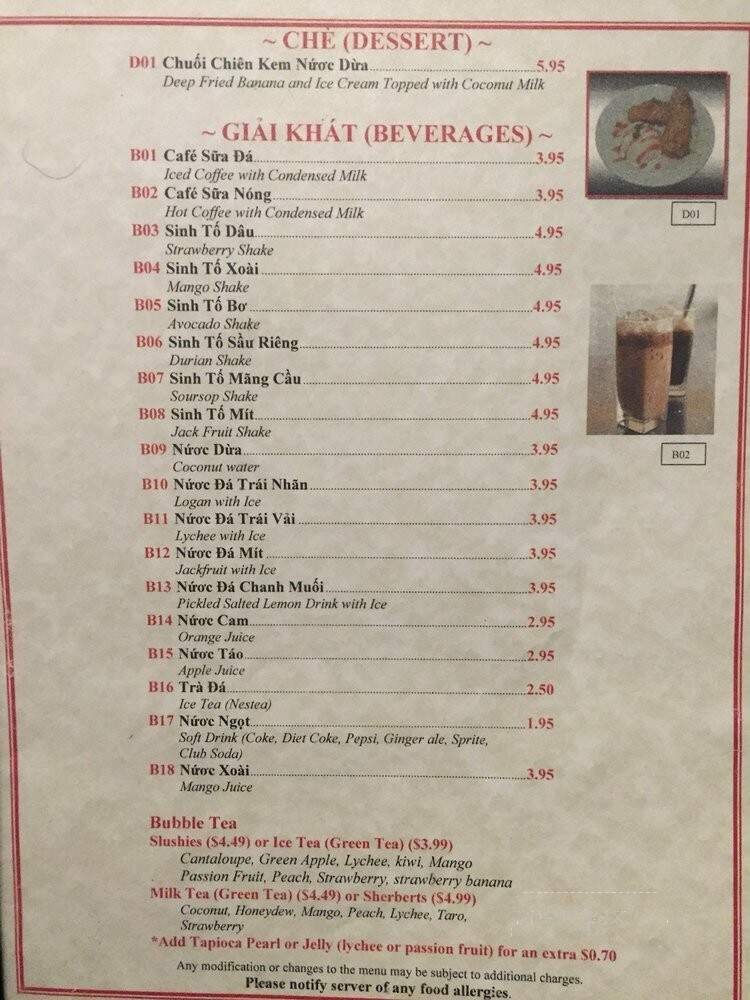 ~ CHÈ (DESSERT) ~
D01 Chuối Chiên Kem Nứơc Dừa 5.95
Deep Fried Banana and Ice Cream Topped with Coconut Milk
~ GIẢI KHÁT (BEVERAGES) ~
B01 Café Sữa Đá 3.95
Iced Coffee with Condensed Milk
B02 Café Sữa Nóng 3.95
Hot Coffee with Condensed Milk
B03 Sinh Tố Dâu 4.95
Strawberry Shake
B04 Sinh Tố Xoài 4.95
Mango Shake
B05 Sinh Tố Bơ 4.95
Avocado Shake
B06 Sinh Tố Sầu Riêng 4.95
Durian Shake
B07 Sinh Tố Mãng Cầu 4.95
Soursop Shake
B08 Sinh Tố Mít 4.95
Jack Fruit Shake
B09 Nứơc Dừa 3.95
Coconut water
B10 Nứơc Đá Trái Nhãn 3.95
Logan with Ice
B11 Nứơc Đá Trái Vải 3.95
Lychee with Ice
B12 Nứơc Đá Mít 3.95
Jackfruit with Ice
B13 Nứơc Đá Chanh Muối 3.95
Pickled Salted Lemon Drink with Ice
B14 Nứơc Cam 2.95
Orange Juice
B15 Nứơc Táo 2.95
Apple Juice
B16 Trà Đá 2.50
Ice Tea (Nestea)
B17 Nứơc Ngọt 1.95
Soft Drink (Coke, Diet Coke, Pepsi, Ginger ale, Sprite,
Club Soda)
B18 Nứơc Xoài 3.95
Mango Juice
D01
B02
Bubble Tea
Slushies ($4.49) or Ice Tea (Green Tea) ($3.99)
Cantaloupe, Green Apple, Lychee, kiwi, Mango
Passion Fruit, Peach, Strawberry, strawberry banana
Milk Tea (Green Tea) ($4.49) or Sherberts ($4.99)
Coconut, Honeydew, Mango, Peach, Lychee, Taro,
Strawberry
*Add Tapioca Pearl or Jelly (lychee or passion fruit) for an extra $0.70
Any modification or changes to the menu may be subject to additional charges.
Please notify server of any food allergies.